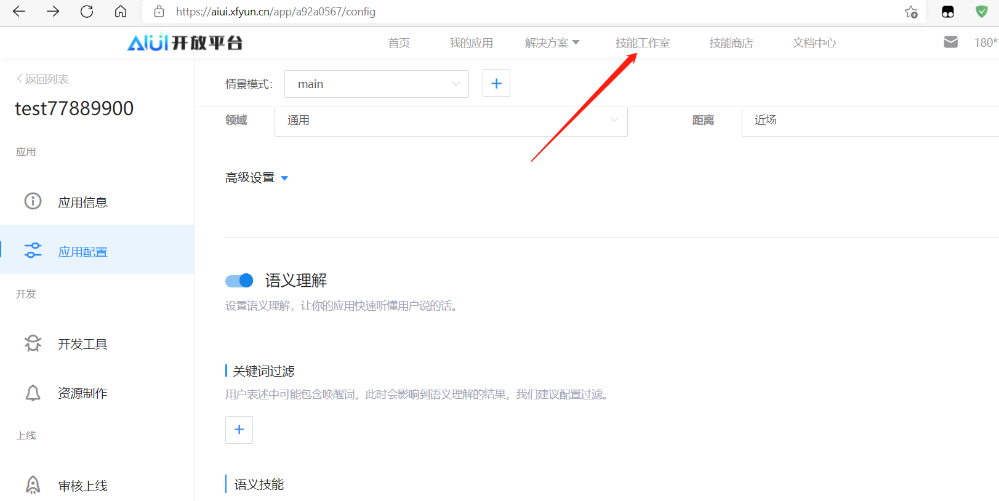 https://aiui.xfyun.cn/app/a92a0567/config
AIUI开放平台 首页 我的应用 解决方案 技能工作室 技能商店 文档中心 180*
返回列表
test77889900
应用
应用信息
应用配置
开发
开发工具
资源制作
上线
审核上线
情景模式： main +
领域 通用 距离 近场
高级设置
语义理解
设置语义理解，让你的应用快速听懂用户说的话。
关键词过滤
用户表述中可能包含唤醒词，此时会影响到语义理解的结果，我们建议配置过滤。
+
语义技能